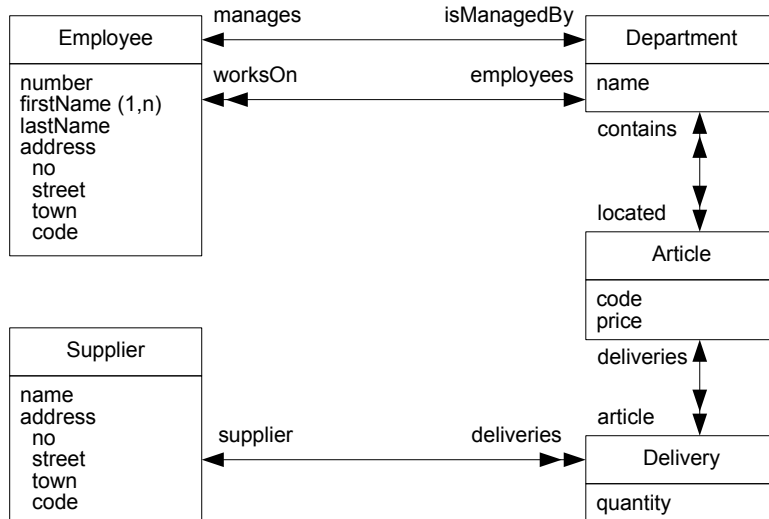 manages
isManagedBy
Employee
Department
number
firstName (1,n)
lastName
address
no
street
town
code
worksOn
employees
name
contains
located
Article
code
price
deliveries
article
Supplier
name
address
no
street
town
code
supplier
deliveries
Delivery
quantity